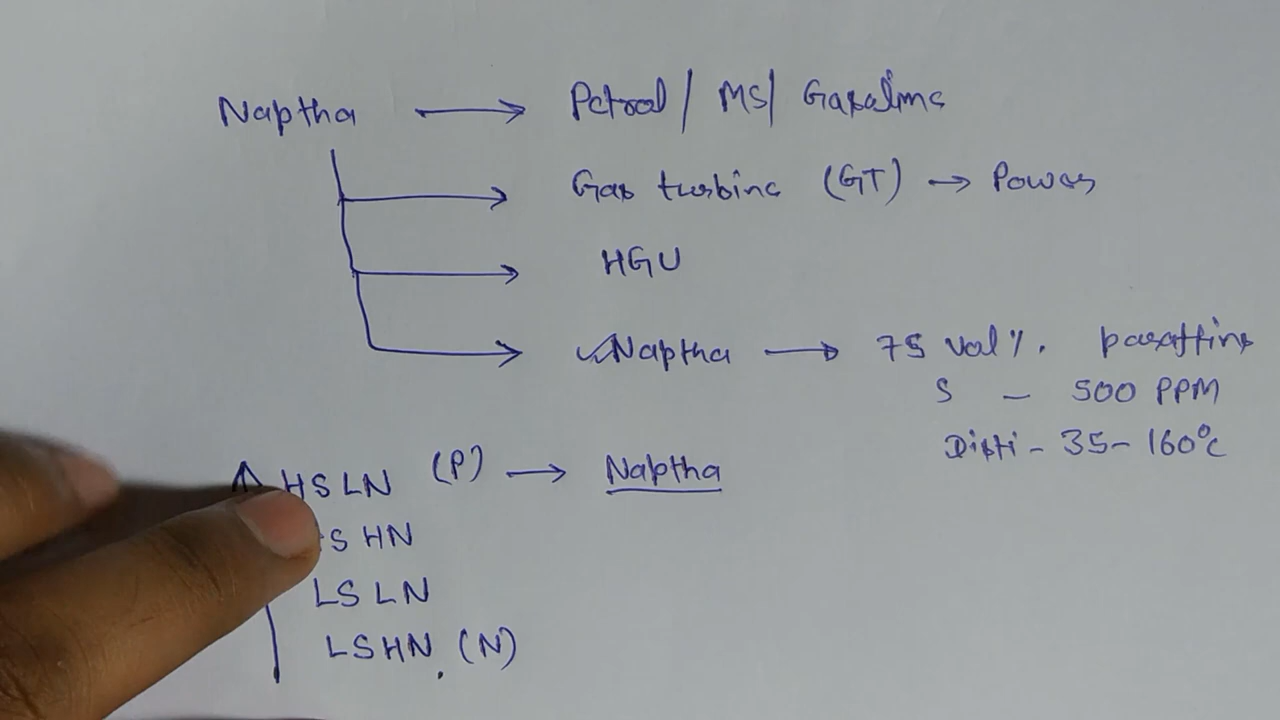 Naptha → Petrol / MS / Gasoline
Gas turbine (GT) → Power
HGU
✓Naptha → 75 Vol %. paraffins
S - 500 PPM
Disti - 35 - 160°C
↑ HSLN (P) → Naptha
SHN
LSLN
LSHN. (N)